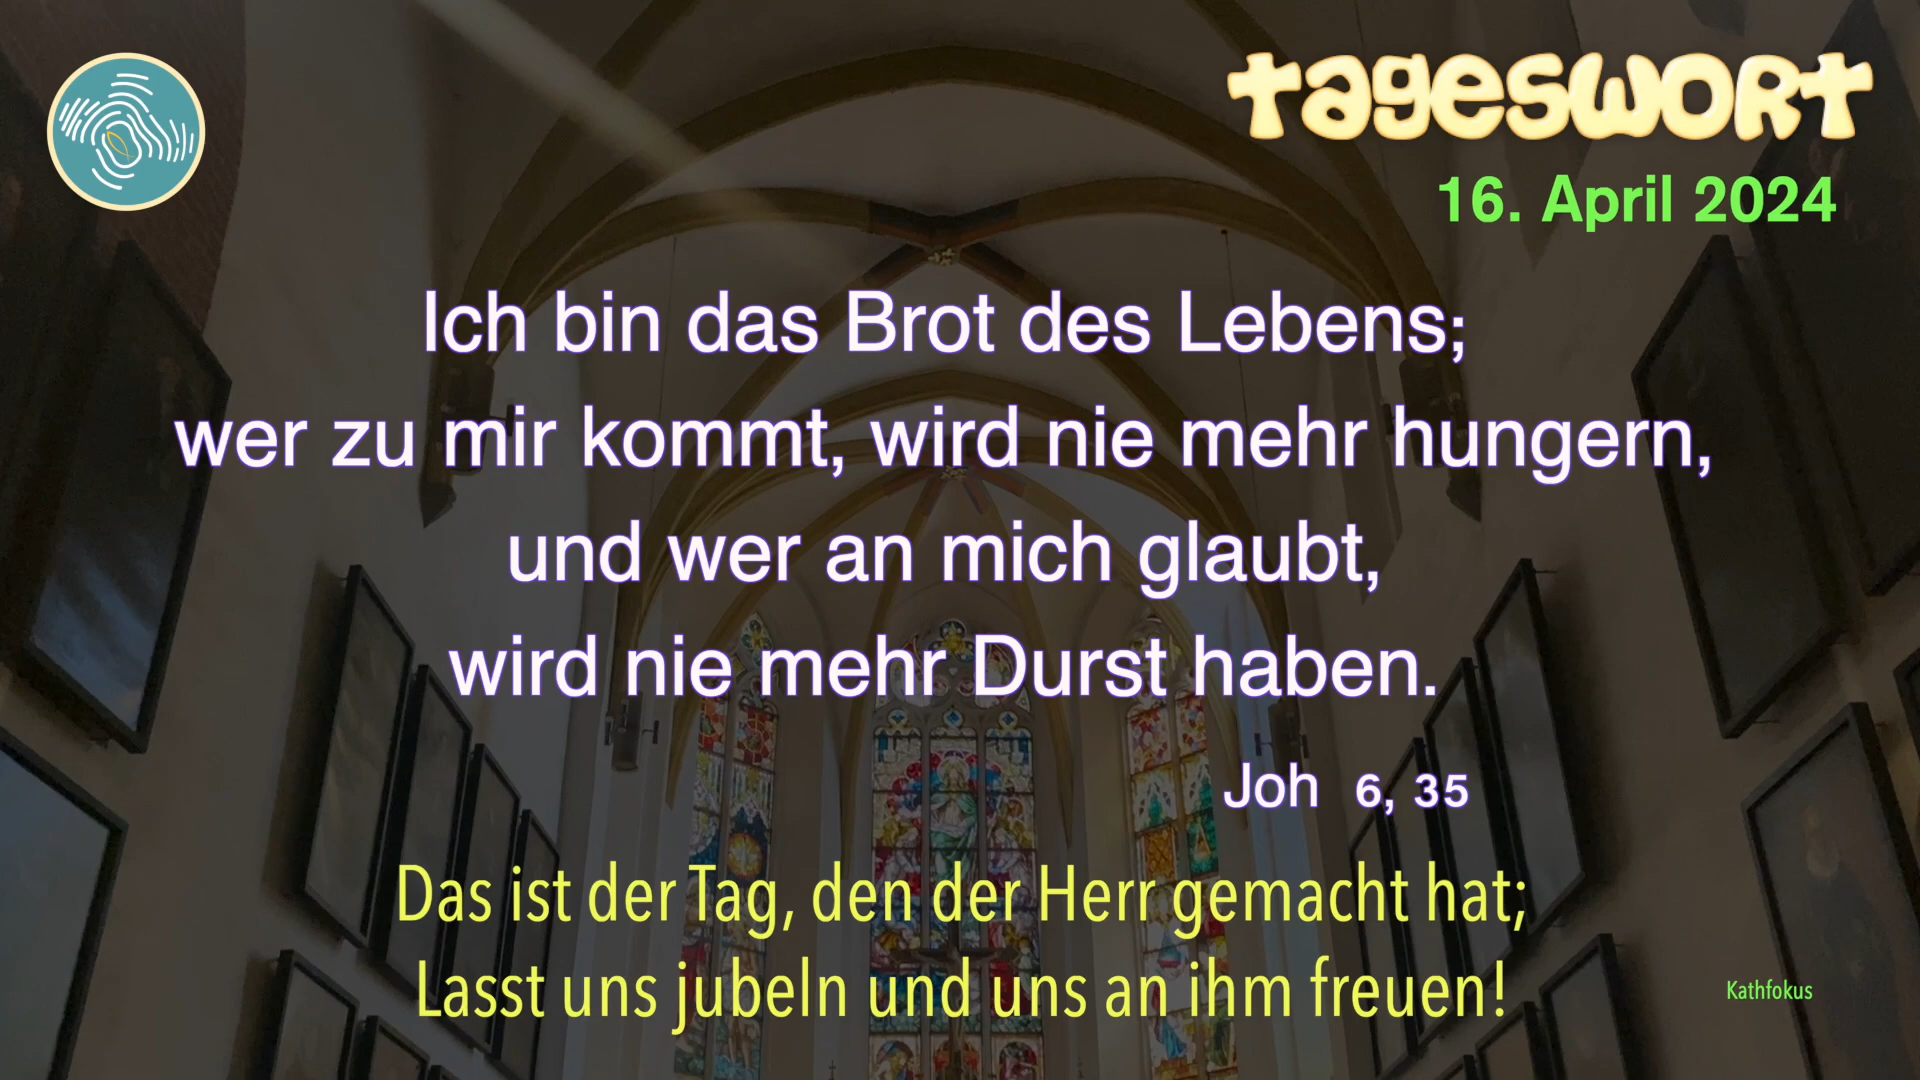 tageswort
16. April 2024
Ich bin das Brot des Lebens;
wer zu mir kommt, wird nie mehr hungern,
und wer an mich glaubt,
wird nie mehr Durst haben.
Joh 6, 35
Das ist der Tag, den der Herr gemacht hat;
Lasst uns jubeln und uns an ihm freuen!
Kathfokus